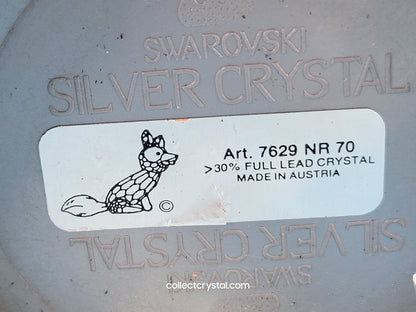 SWAROVSKI
SILVER CRYSTAL
Art. 7629 NR 70
>30% FULL LEAD CRYSTAL
MADE IN AUSTRIA
©
SILVER CRYSTAL
SWAROVSKI
collectcrystal.com